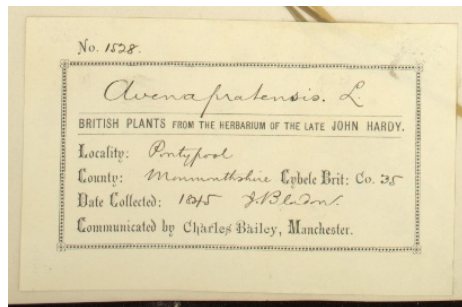 No. 1528.
Avena pratensis. L.
BRITISH PLANTS FROM THE HERBARIUM OF THE LATE JOHN HARDY.
Locality: Pontypool
County: Monmouthshire Cybele Brit: Co. 35
Date Collected: 1845 J. Bladon.
Communicated by Charles Bailey, Manchester.